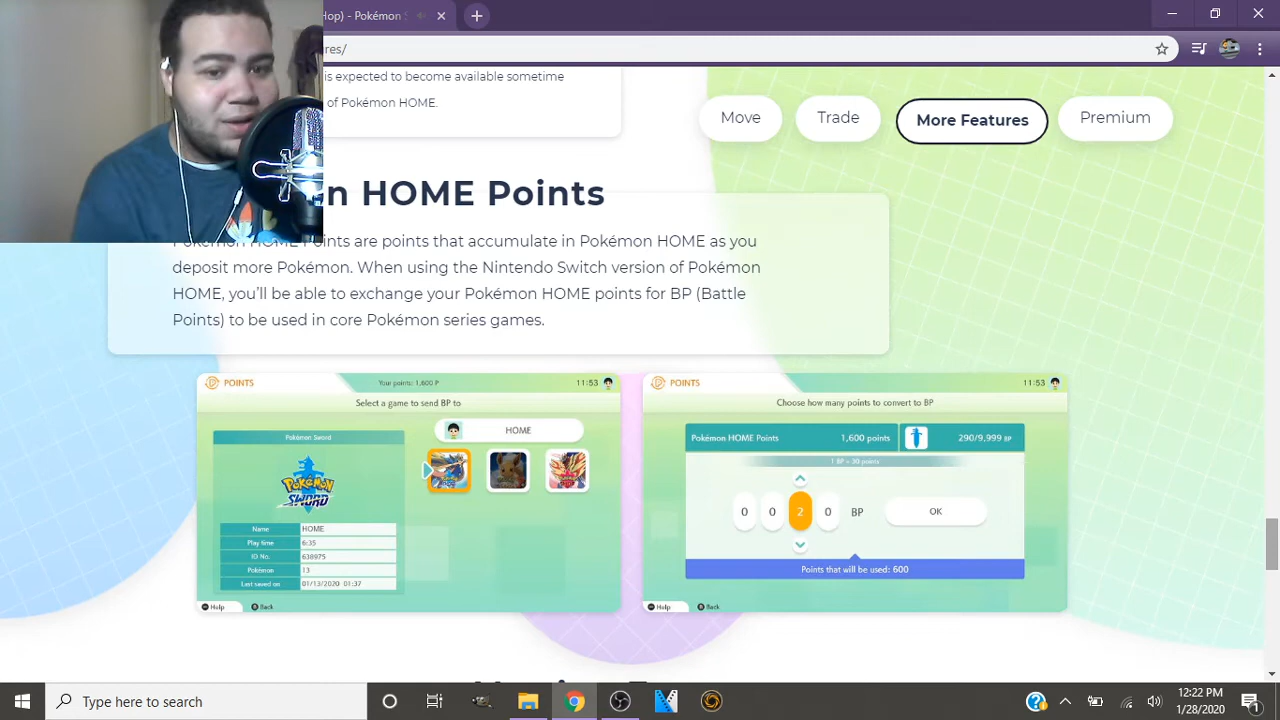 Hop) - Pokémon
res/
is expected to become available sometime
of Pokémon HOME.
Move
Trade
More Features
Premium
n HOME Points
Pokémon HOME Points are points that accumulate in Pokémon HOME as you
deposit more Pokémon. When using the Nintendo Switch version of Pokémon
HOME, you'll be able to exchange your Pokémon HOME points for BP (Battle
Points) to be used in core Pokémon series games.
POINTS
Your points: 1,600 P
11:53
Select a game to send BP to
Pokémon Sword
HOME
POKÉMON
SWORD
Name HOME
Play time 6:35
ID No. 638975
Pokémon 13
Last saved on 01/13/2020 01:37
Help
Back
POINTS
11:53
Choose how many points to convert to BP
Pokémon HOME Points 1,600 points
290/9,999 BP
1 BP = 30 points
0 0 2 0 BP
OK
Points that will be used: 600
Help
Back
Type here to search
12:22 PM
1/28/2020
1